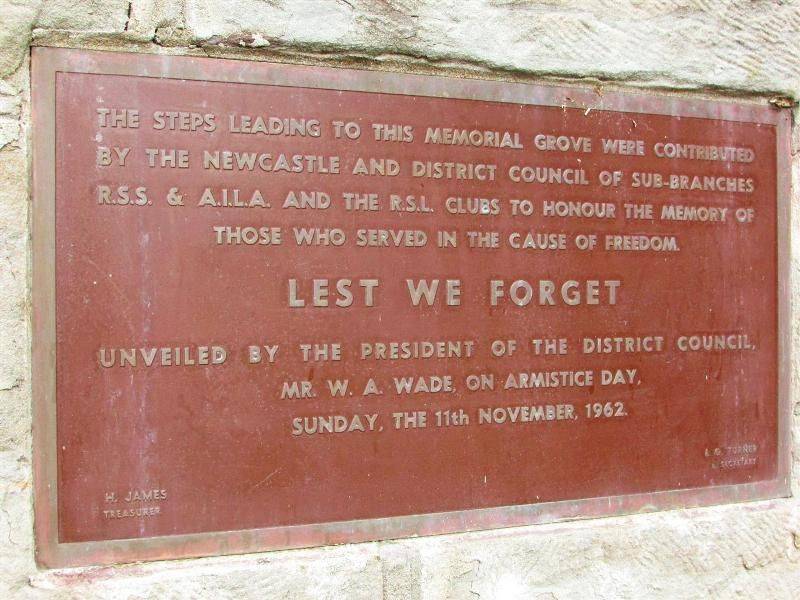 THE STEPS LEADING TO THIS MEMORIAL GROVE WERE CONTRIBUTED
BY THE NEWCASTLE AND DISTRICT COUNCIL OF SUB-BRANCHES
R.S.S. & A.I.L.A. AND THE R.S.L. CLUBS TO HONOUR THE MEMORY OF
THOSE WHO SERVED IN THE CAUSE OF FREEDOM.
LEST WE FORGET
UNVEILED BY THE PRESIDENT OF THE DISTRICT COUNCIL,
MR. W. A. WADE, ON ARMISTICE DAY,
SUNDAY, THE 11th NOVEMBER, 1962.
H. JAMES
TREASURER
TURNER
SECRETARY